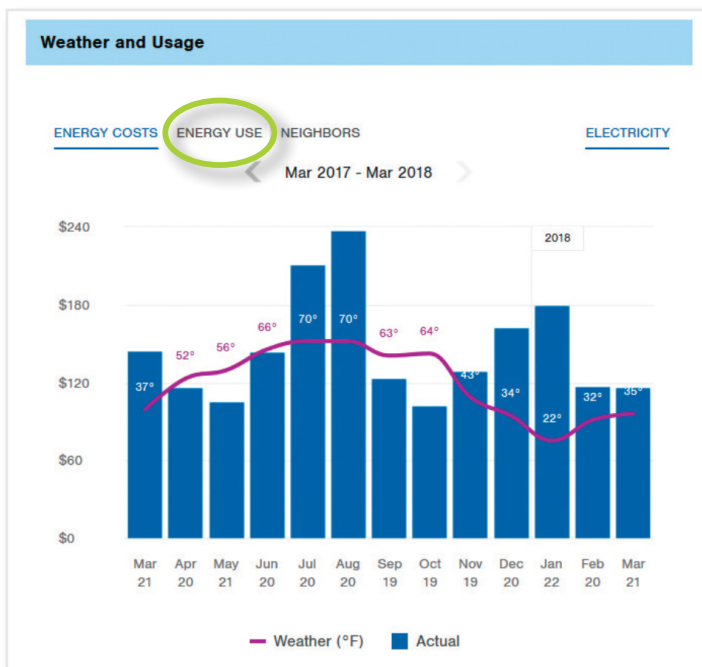 Weather and Usage
ENERGY COSTS ENERGY USE NEIGHBORS ELECTRICITY
Mar 2017 - Mar 2018
$240
2018
$180
70° 70°
66° 63° 64°
52° 56°
$120
37° 43° 34° 32° 35°
22°
$60
$0
Mar Apr May Jun Jul Aug Sep Oct Nov Dec Jan Feb Mar
21 20 21 20 20 20 19 19 19 20 22 20 21
Weather (°F) Actual